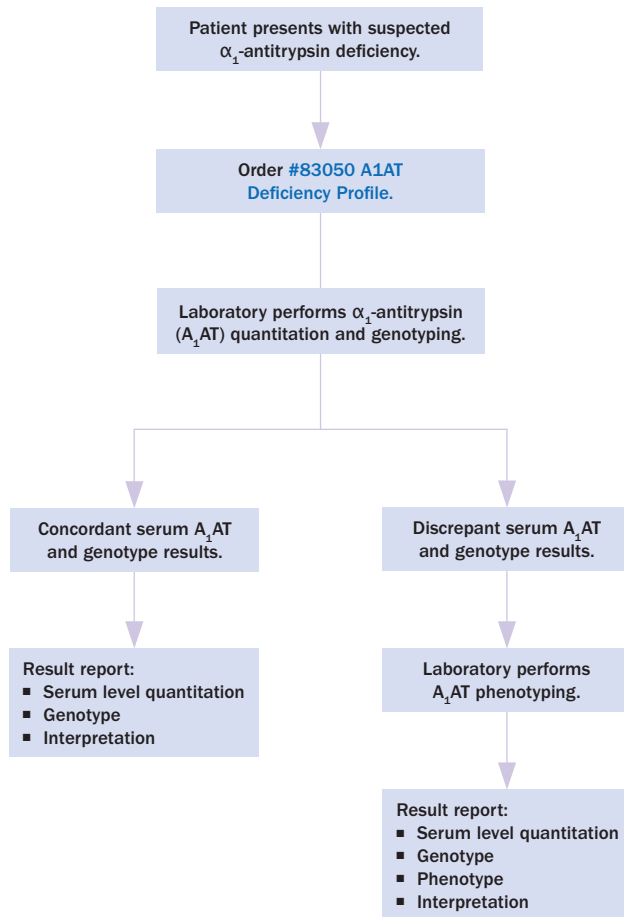 Patient presents with suspected
α₁-antitrypsin deficiency.
Order #83050 A1AT
Deficiency Profile.
Laboratory performs α₁-antitrypsin
(A₁AT) quantitation and genotyping.
Concordant serum A₁AT
and genotype results.
Discrepant serum A₁AT
and genotype results.
Result report:
▪ Serum level quantitation
▪ Genotype
▪ Interpretation
Laboratory performs
A₁AT phenotyping.
Result report:
▪ Serum level quantitation
▪ Genotype
▪ Phenotype
▪ Interpretation